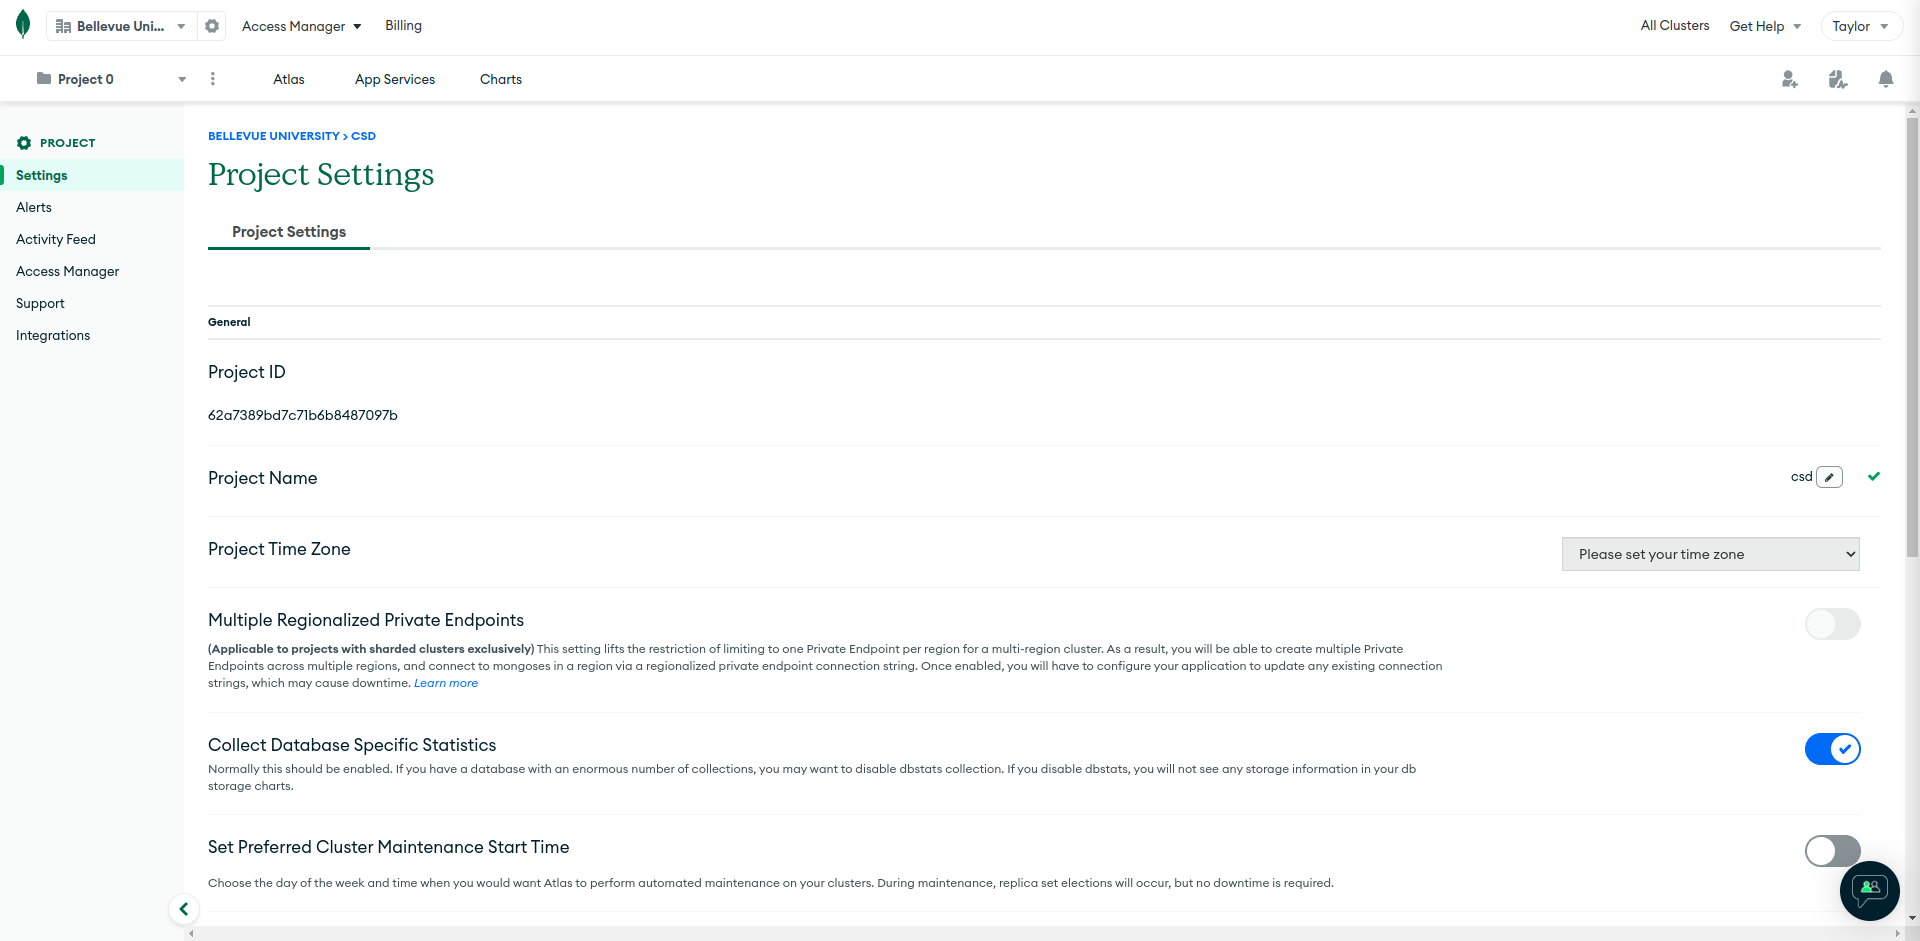 Bellevue Uni...
Access Manager
Billing
All Clusters
Get Help
Taylor
Project 0
Atlas
App Services
Charts
PROJECT
Settings
Alerts
Activity Feed
Access Manager
Support
Integrations
BELLEVUE UNIVERSITY > CSD
Project Settings
Project Settings
General
Project ID
62a7389bd7c71b6b8487097b
Project Name
csd
Project Time Zone
Please set your time zone
Multiple Regionalized Private Endpoints
(Applicable to projects with sharded clusters exclusively) This setting lifts the restriction of limiting to one Private Endpoint per region for a multi-region cluster. As a result, you will be able to create multiple Private
Endpoints across multiple regions, and connect to mongoses in a region via a regionalized private endpoint connection string. Once enabled, you will have to configure your application to update any existing connection
strings, which may cause downtime. Learn more
Collect Database Specific Statistics
Normally this should be enabled. If you have a database with an enormous number of collections, you may want to disable dbstats collection. If you disable dbstats, you will not see any storage information in your db
storage charts.
Set Preferred Cluster Maintenance Start Time
Choose the day of the week and time when you would want Atlas to perform automated maintenance on your clusters. During maintenance, replica set elections will occur, but no downtime is required.